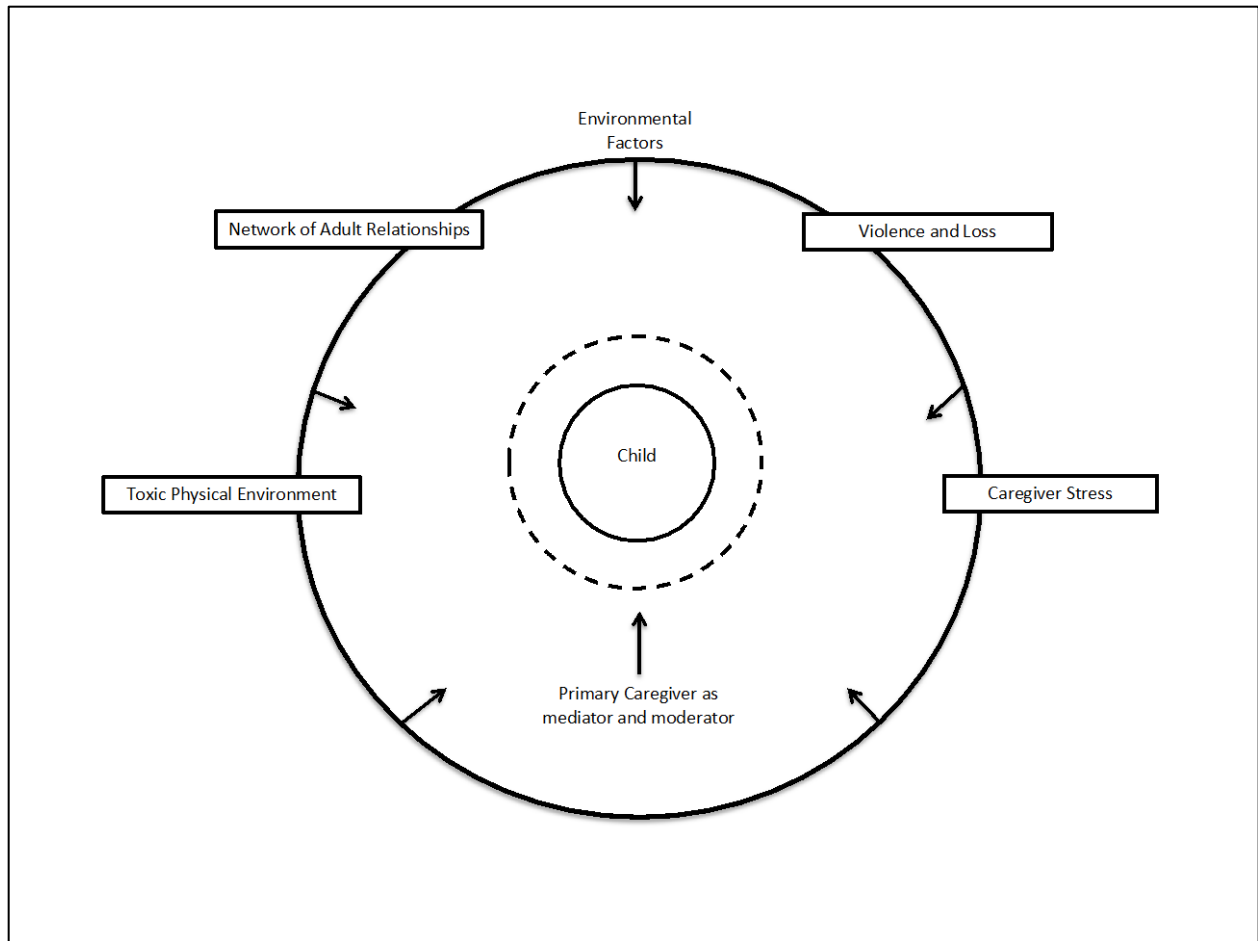 Environmental
Factors
Network of Adult Relationships
Violence and Loss
Child
Toxic Physical Environment
Caregiver Stress
Primary Caregiver as
mediator and moderator